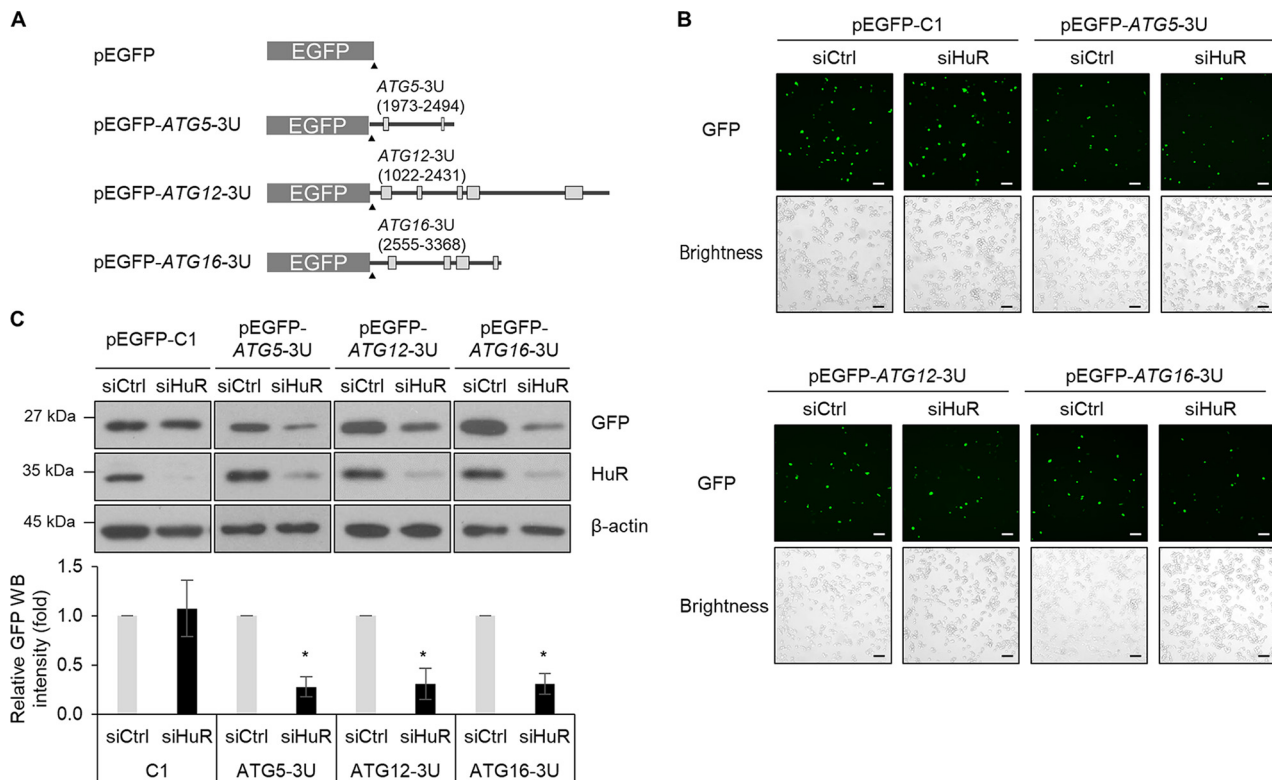 A
pEGFP
EGFP
ATG5-3U
(1973-2494)
pEGFP-ATG5-3U
EGFP
ATG12-3U
(1022-2431)
pEGFP-ATG12-3U
EGFP
ATG16-3U
(2555-3368)
pEGFP-ATG16-3U
EGFP
B
pEGFP-C1 pEGFP-ATG5-3U
siCtrl siHuR siCtrl siHuR
GFP
Brightness
pEGFP-ATG12-3U pEGFP-ATG16-3U
siCtrl siHuR siCtrl siHuR
GFP
Brightness
C
pEGFP-C1 pEGFP-ATG5-3U pEGFP-ATG12-3U pEGFP-ATG16-3U
siCtrl siHuR siCtrl siHuR siCtrl siHuR siCtrl siHuR
27 kDa GFP
35 kDa HuR
45 kDa β-actin
Relative GFP WB
intensity (fold)
1.5
1.0
0.5
0.0
* * *
siCtrl siHuR siCtrl siHuR siCtrl siHuR siCtrl siHuR
C1 ATG5-3U ATG12-3U ATG16-3U